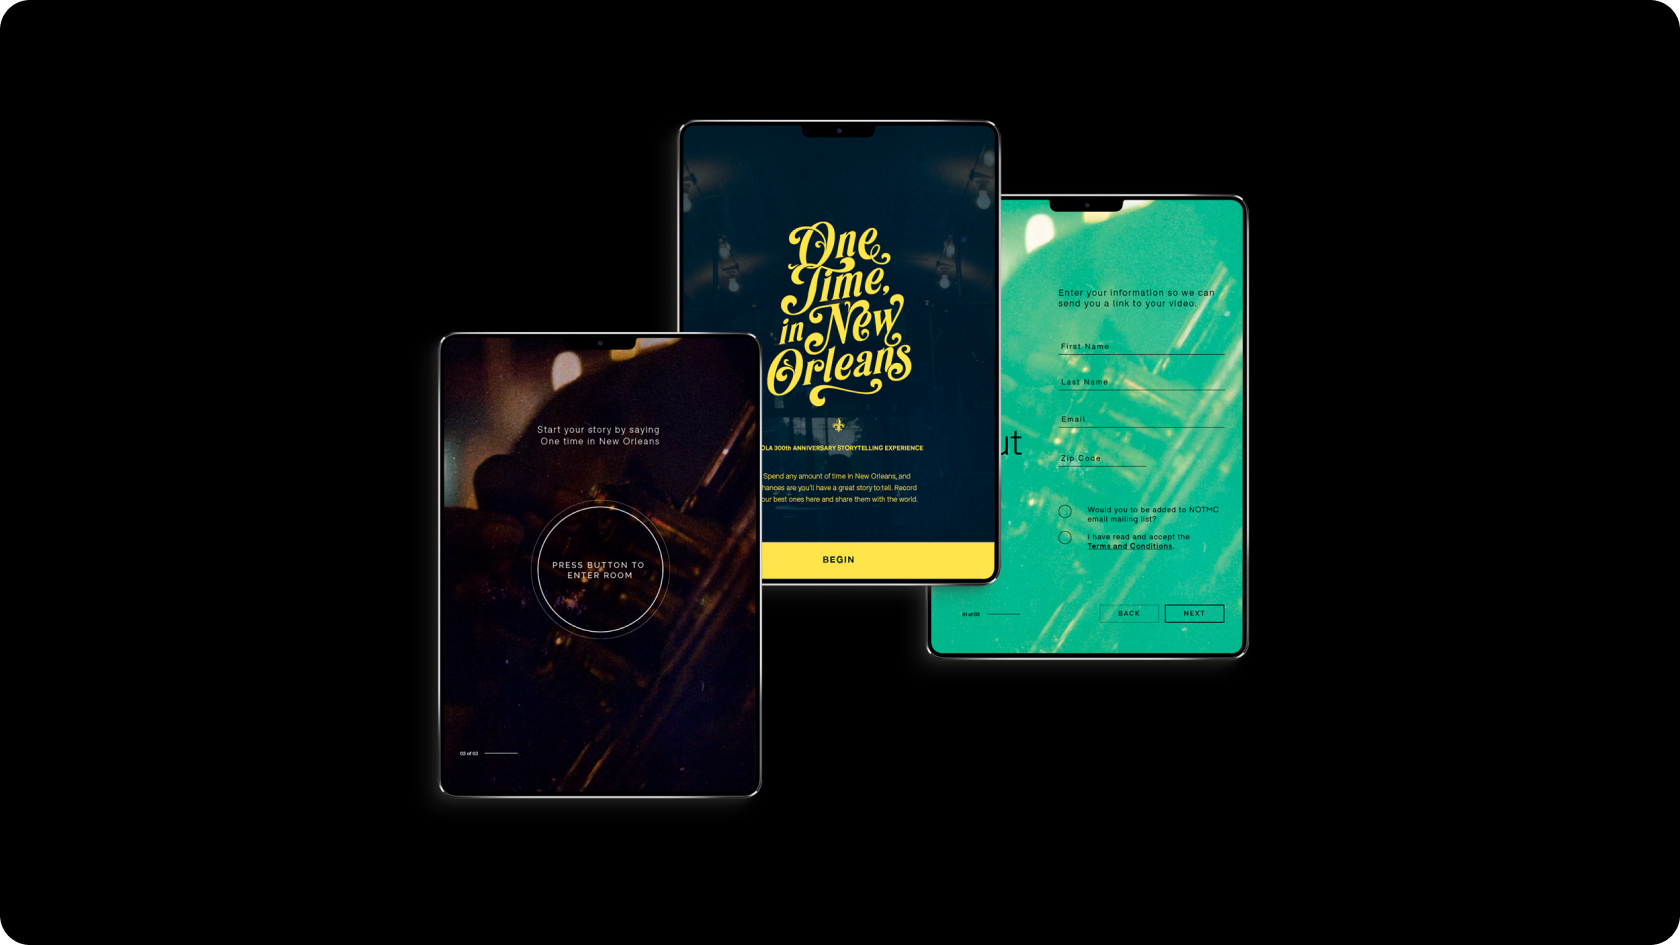 Start your story by saying
One time in New Orleans
PRESS BUTTON TO
ENTER ROOM
03 of 03
One
Time,
in New
Orleans
OLA 300th ANNIVERSARY STORYTELLING EXPERIENCE
Spend any amount of time in New Orleans, and
hances are you'll have a great story to tell. Record
our best ones here and share them with the world.
BEGIN
Enter your information so we can
send you a link to your video.
First Name
Last Name
Email
ut
Zip Code
Would you to be added to NOTMC
email mailing list?
I have read and accept the
Terms and Conditions.
01 of 03
BACK
NEXT